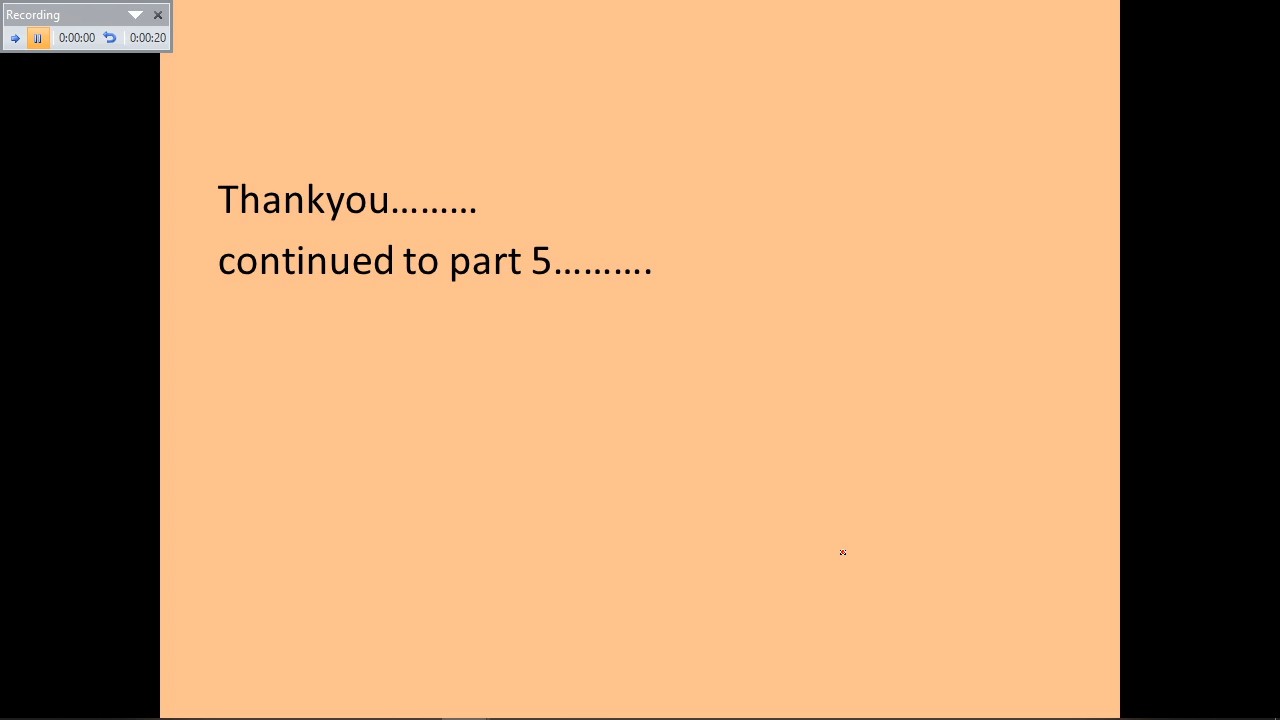 Recording
0:00:00 0:00:20
Thankyou.........
continued to part 5..........